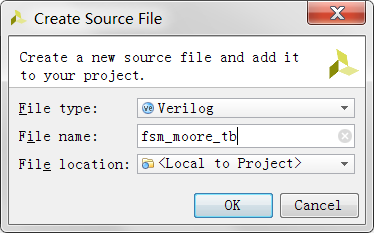 Create Source File
Create a new source file and add it
to your project.
File type: Verilog
File name: fsm_moore_tb
File location: <Local to Project>
OK Cancel